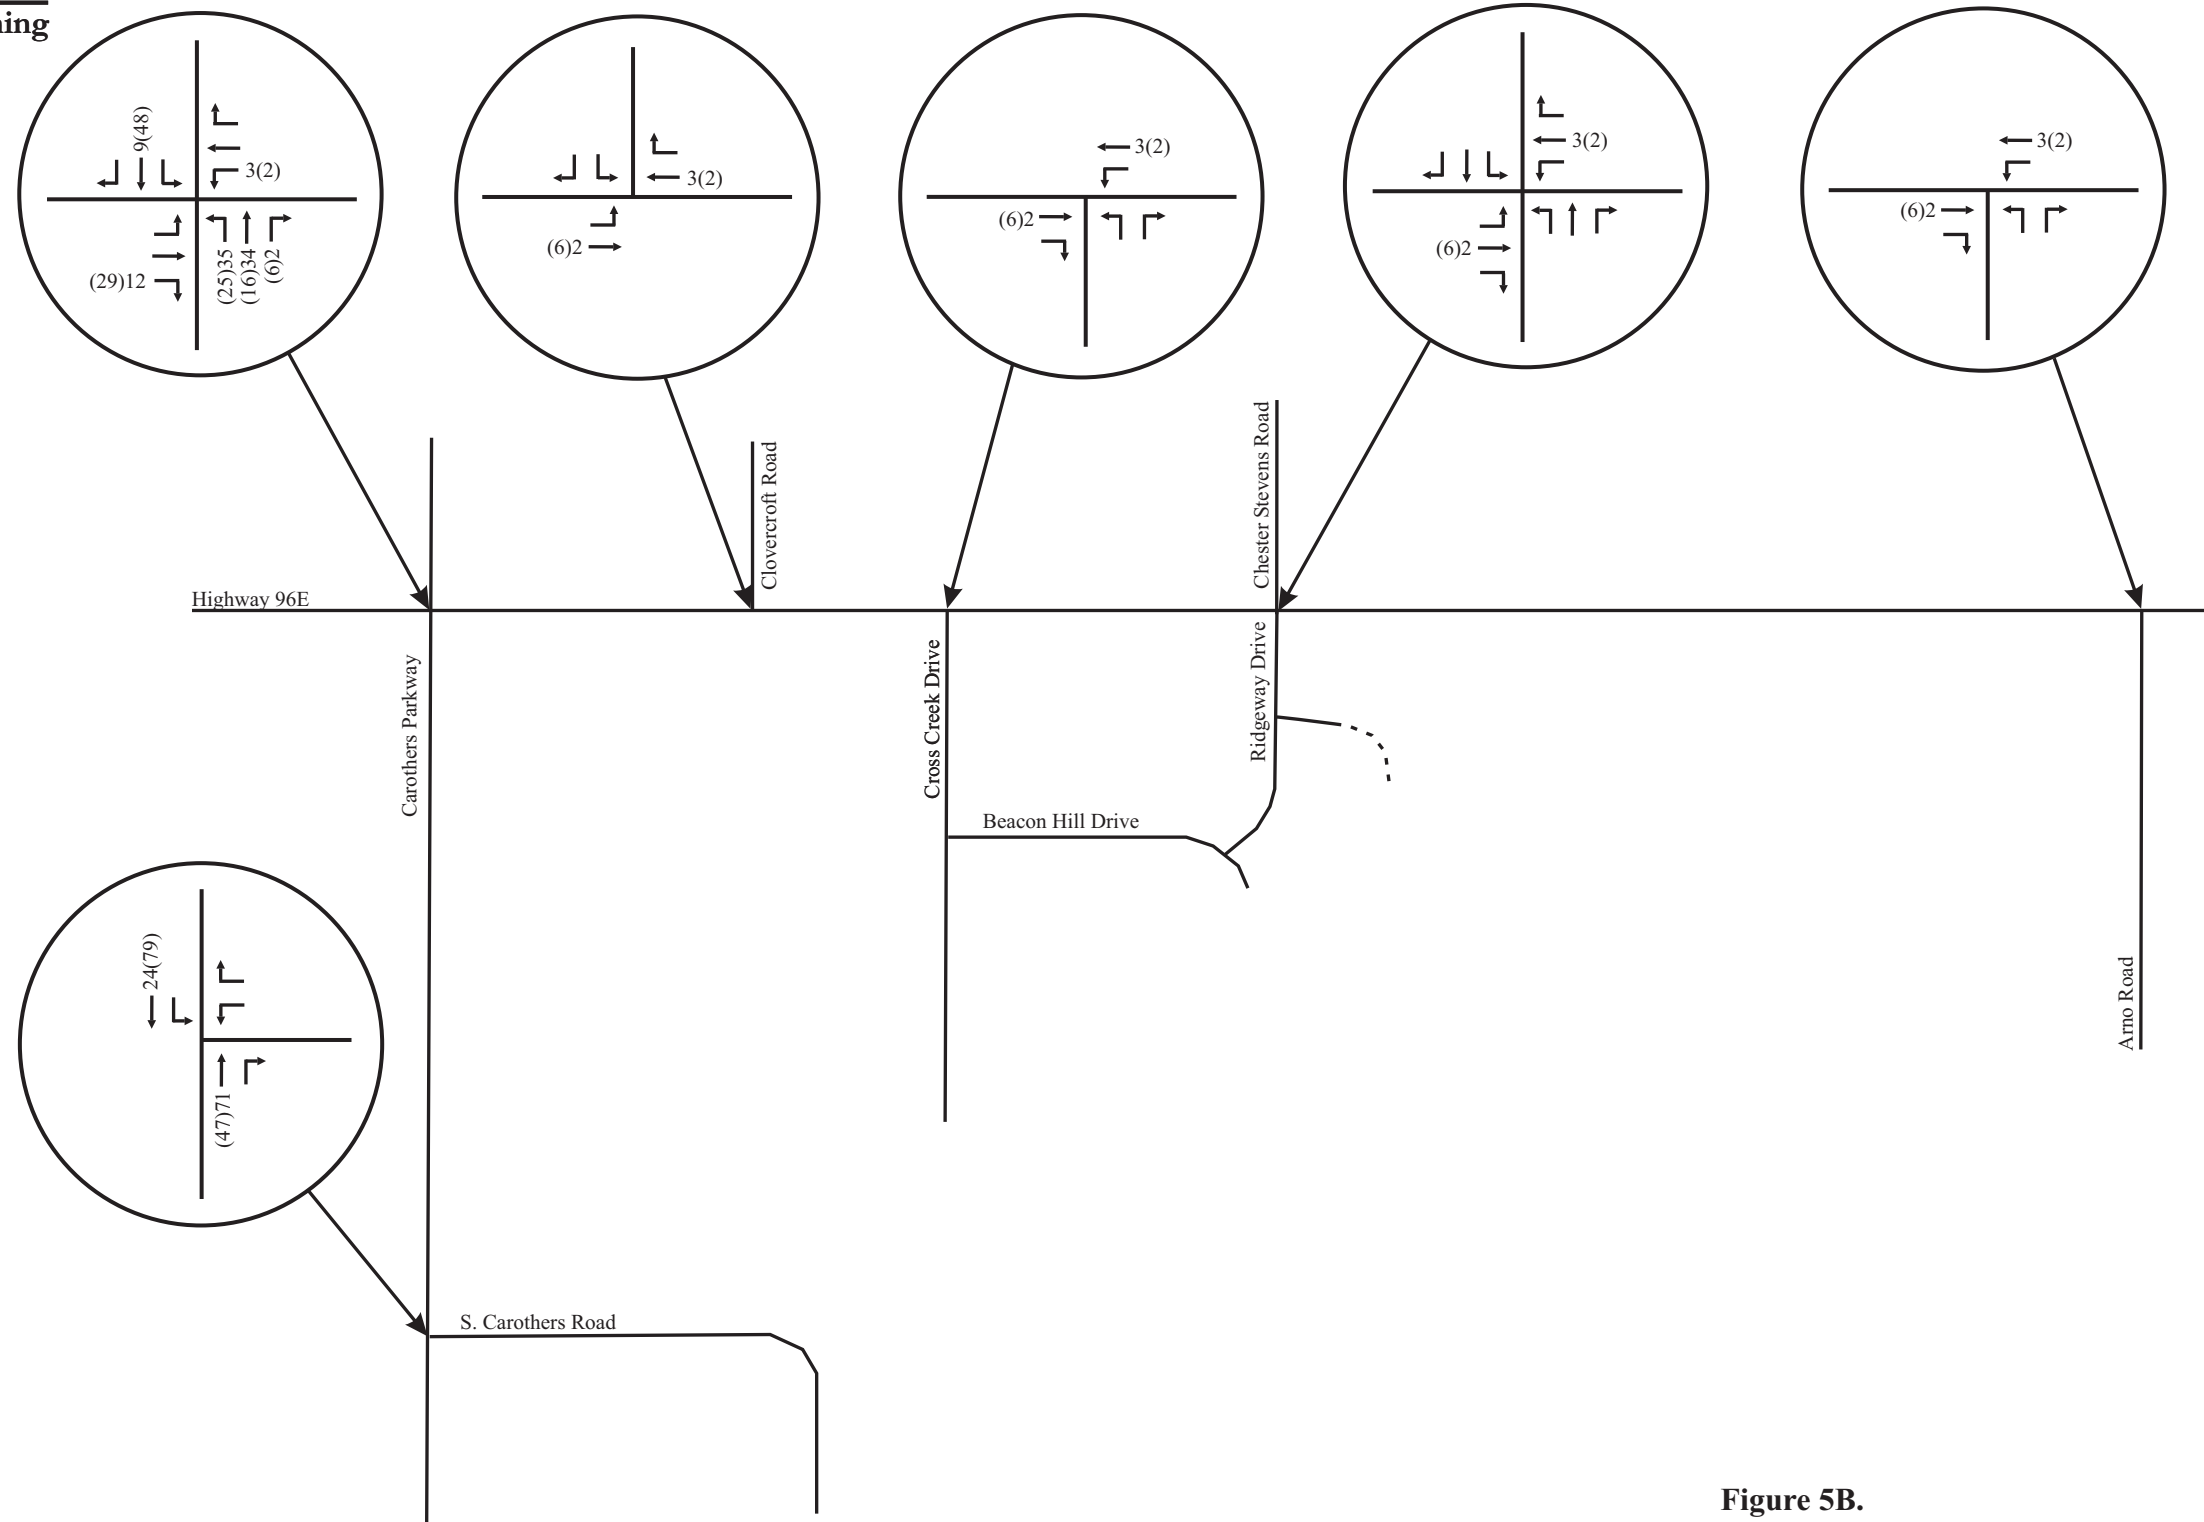 ning
9(48)
3(2)
(29)12
(25)35
(16)34
(6)2
3(2)
(6)2
3(2)
(6)2
3(2)
(6)2
3(2)
(6)2
Clovercroft Road
Chester Stevens Road
Highway 96E
Carothers Parkway
Cross Creek Drive
Ridgeway Drive
Beacon Hill Drive
Arno Road
24(79)
(47)71
S. Carothers Road
Figure 5B.